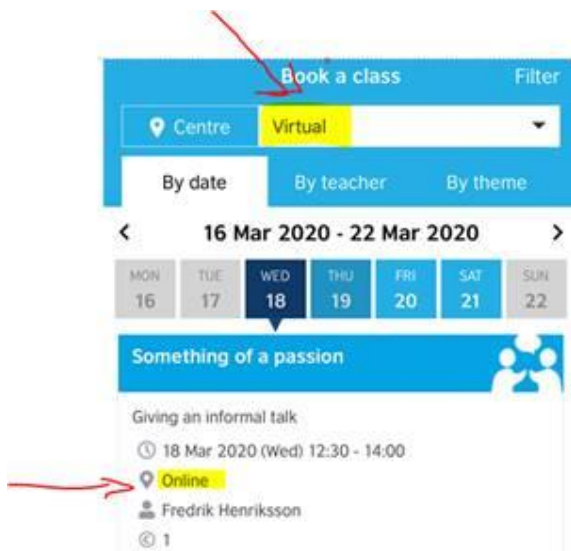 Book a class Filter
Centre Virtual
By date By teacher By theme
16 Mar 2020 - 22 Mar 2020
MON TUE WED THU FRI SAT SUN
16 17 18 19 20 21 22
Something of a passion
Giving an informal talk
18 Mar 2020 (Wed) 12:30 - 14:00
Online
Fredrik Henriksson
© 1